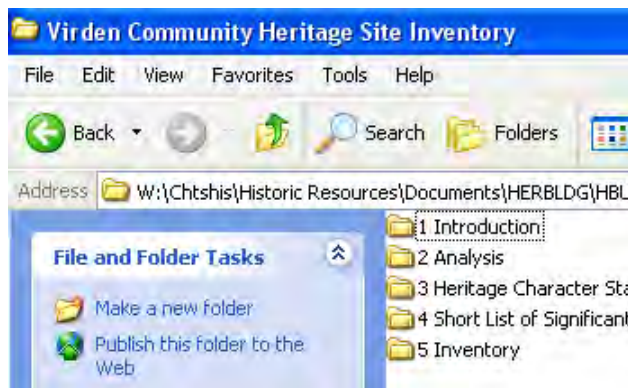 Virden Community Heritage Site Inventory
File Edit View Favorites Tools Help
Back Search Folders
Address W:\Chtshis\Historic Resources\Documents\HERBLDG\HBL
File and Folder Tasks
Make a new folder
Publish this folder to the
Web
1 Introduction
2 Analysis
3 Heritage Character Sta
4 Short List of Significant
5 Inventory